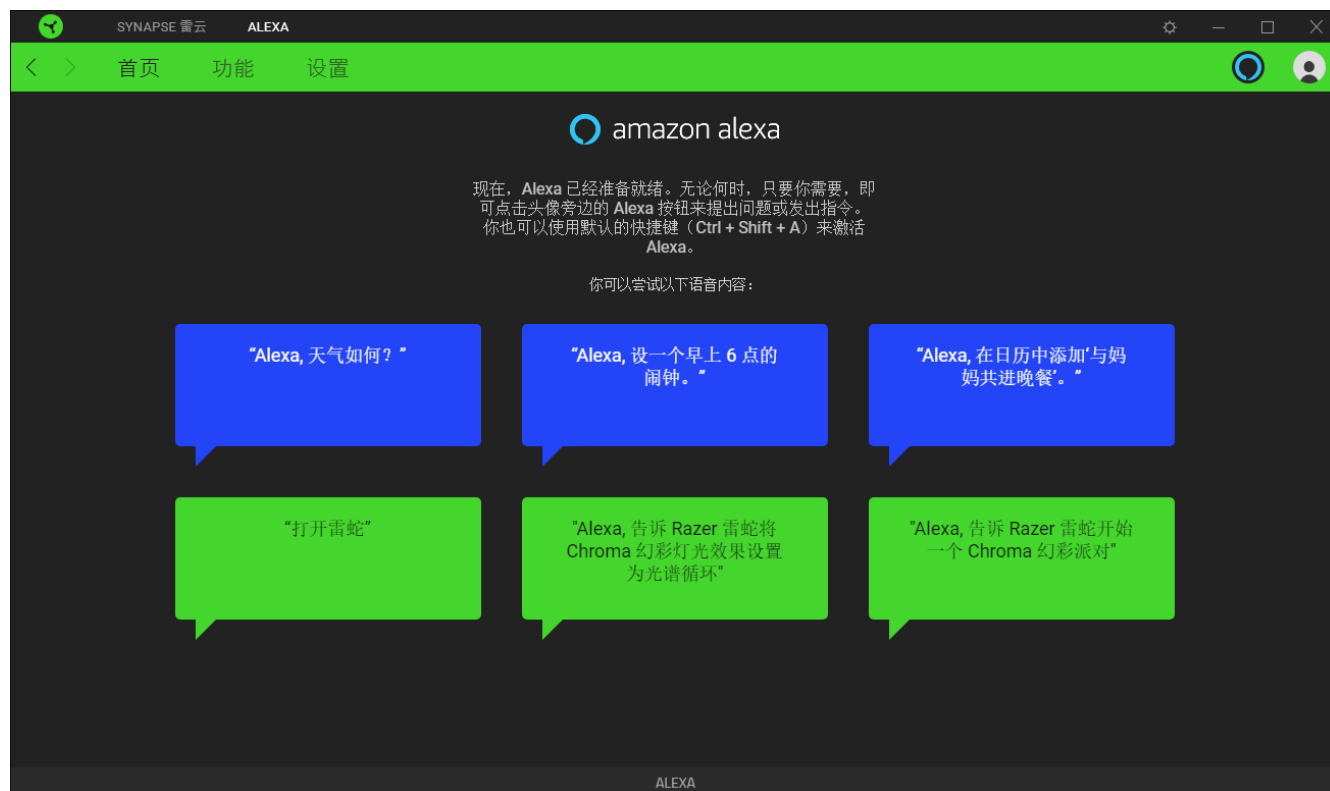 SYNAPSE 雷云 ALEXA
首页 功能 设置
amazon alexa
现在，Alexa 已经准备就绪。无论何时，只要你需要，即
可点击头像旁边的 Alexa 按钮来提出问题或发出指令。
你也可以使用默认的快捷键（Ctrl + Shift + A）来激活
Alexa。
你可以尝试以下语音内容：
“Alexa, 天气如何？”
“Alexa, 设一个早上 6 点的
闹钟。”
“Alexa, 在日历中添加‘与妈
妈共进晚餐’。”
“打开雷蛇”
"Alexa, 告诉 Razer 雷蛇将
Chroma 幻彩灯光效果设置
为光谱循环"
"Alexa, 告诉 Razer 雷蛇开始
一个 Chroma 幻彩派对"
ALEXA